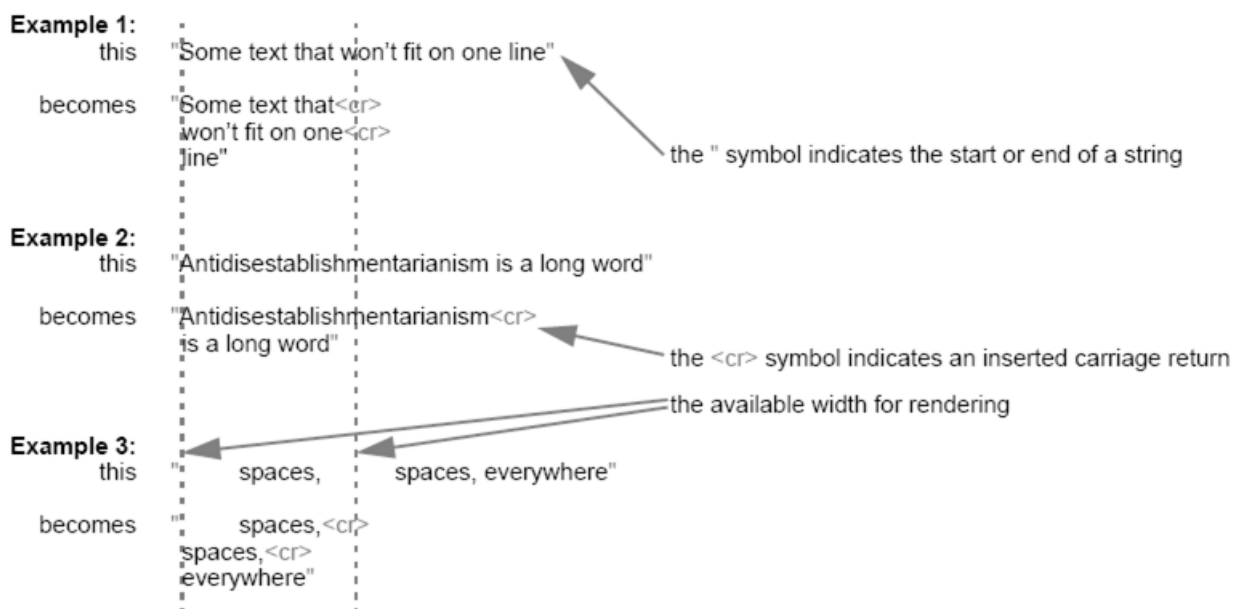 Example 1:
this "Some text that won't fit on one line"
becomes "Some text that<cr>
won't fit on one<cr>
line"
the " symbol indicates the start or end of a string
Example 2:
this "Antidisestablishmentarianism is a long word"
becomes "Antidisestablishmentarianism<cr>
is a long word"
the <cr> symbol indicates an inserted carriage return
the available width for rendering
Example 3:
this "        spaces,        spaces, everywhere"
becomes "        spaces,<cr>
spaces,<cr>
everywhere"